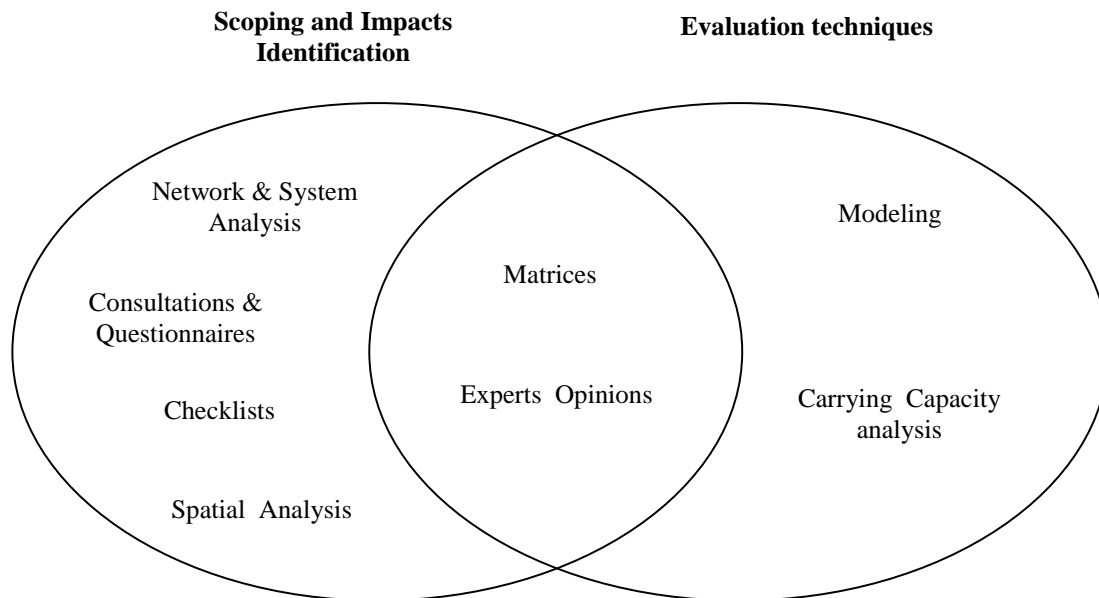 Scoping and Impacts
Identification
Evaluation techniques
Network & System
Analysis
Consultations &
Questionnaires
Checklists
Spatial Analysis
Matrices
Experts Opinions
Modeling
Carrying Capacity
analysis